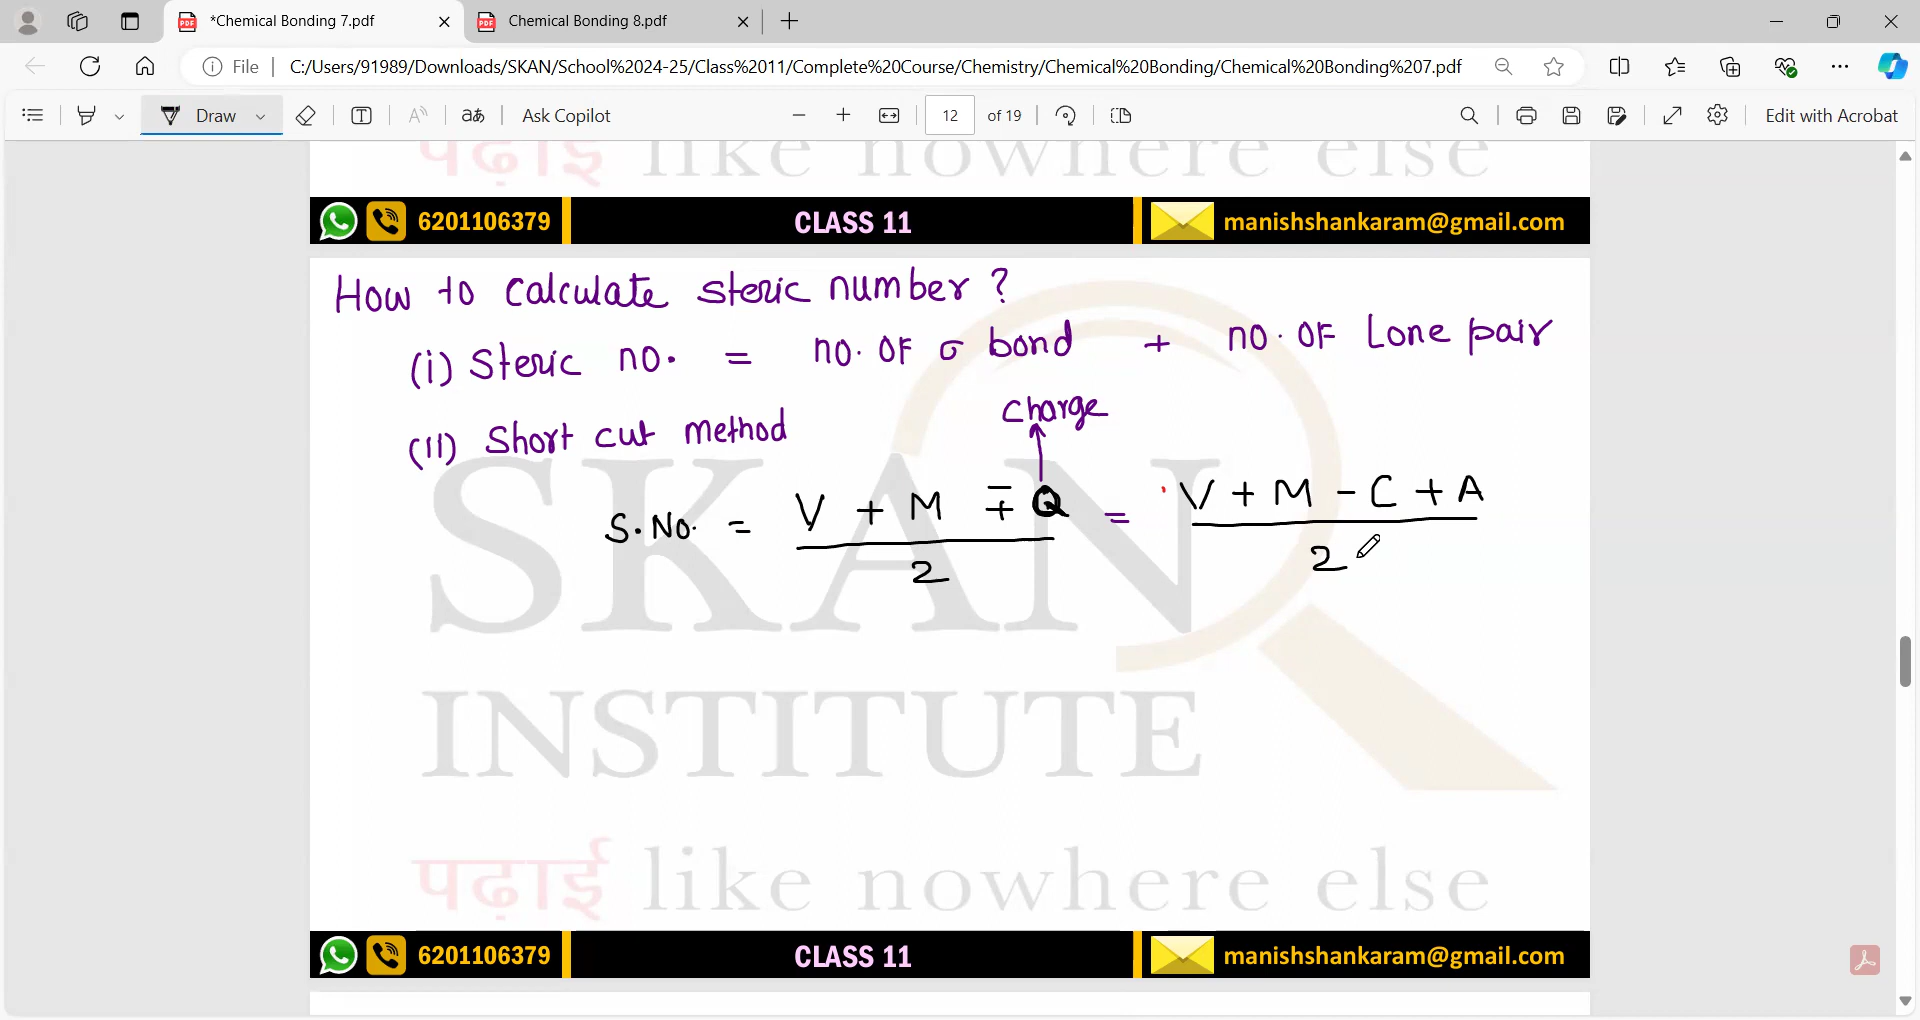 *Chemical Bonding 7.pdf
Chemical Bonding 8.pdf
File
C:/Users/91989/Downloads/SKAN/School%2024-25/Class%2011/Complete%20Course/Chemistry/Chemical%20Bonding/Chemical%20Bonding%207.pdf
Draw
T
A
aあ
Ask Copilot
12 of 19
Edit with Acrobat
पढ़ाई like nowhere else
6201106379
CLASS 11
manishshankaram@gmail.com
How to calculate steric number?
(i) Steric no. = no. of σ bond + no. of Lone pair
Charge
(II) Short cut method
S.No. = V + M ∓ Q / 2 = V + M - C + A / 2
SKAN
INSTITUTE
पढ़ाई like nowhere else
6201106379
CLASS 11
manishshankaram@gmail.com